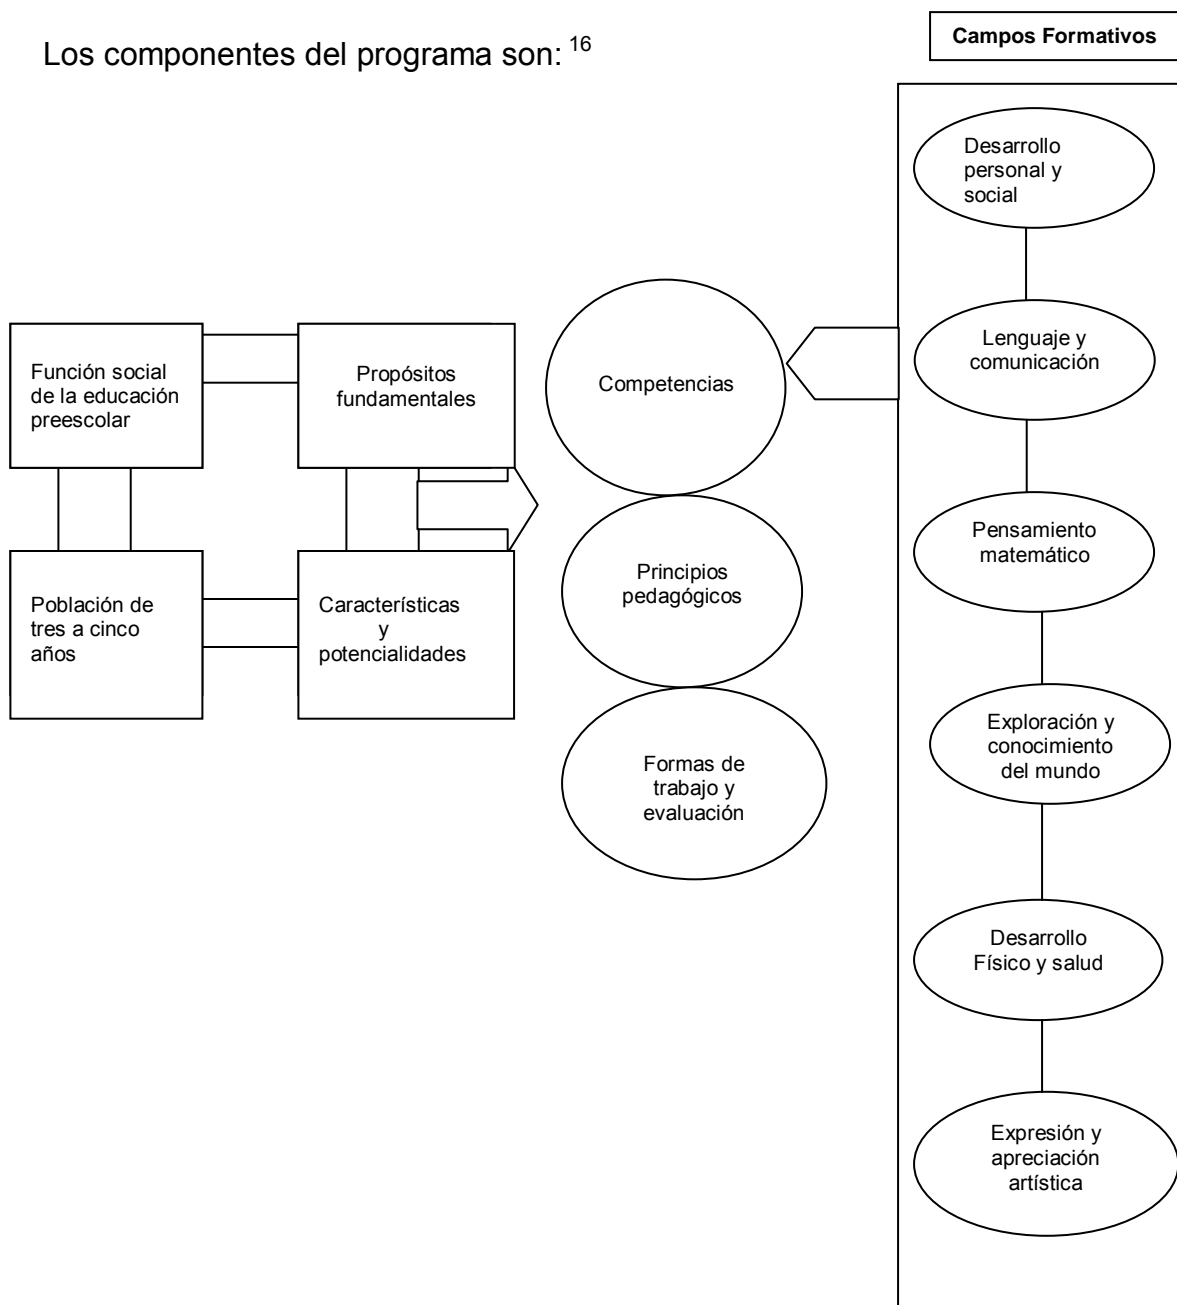 Los componentes del programa son: 16
Campos Formativos
Función social
de la educación
preescolar
Propósitos
fundamentales
Población de
tres a cinco
años
Características
y
potencialidades
Competencias
Principios
pedagógicos
Formas de
trabajo y
evaluación
Desarrollo
personal y
social
Lenguaje y
comunicación
Pensamiento
matemático
Exploración y
conocimiento
del mundo
Desarrollo
Físico y salud
Expresión y
apreciación
artística